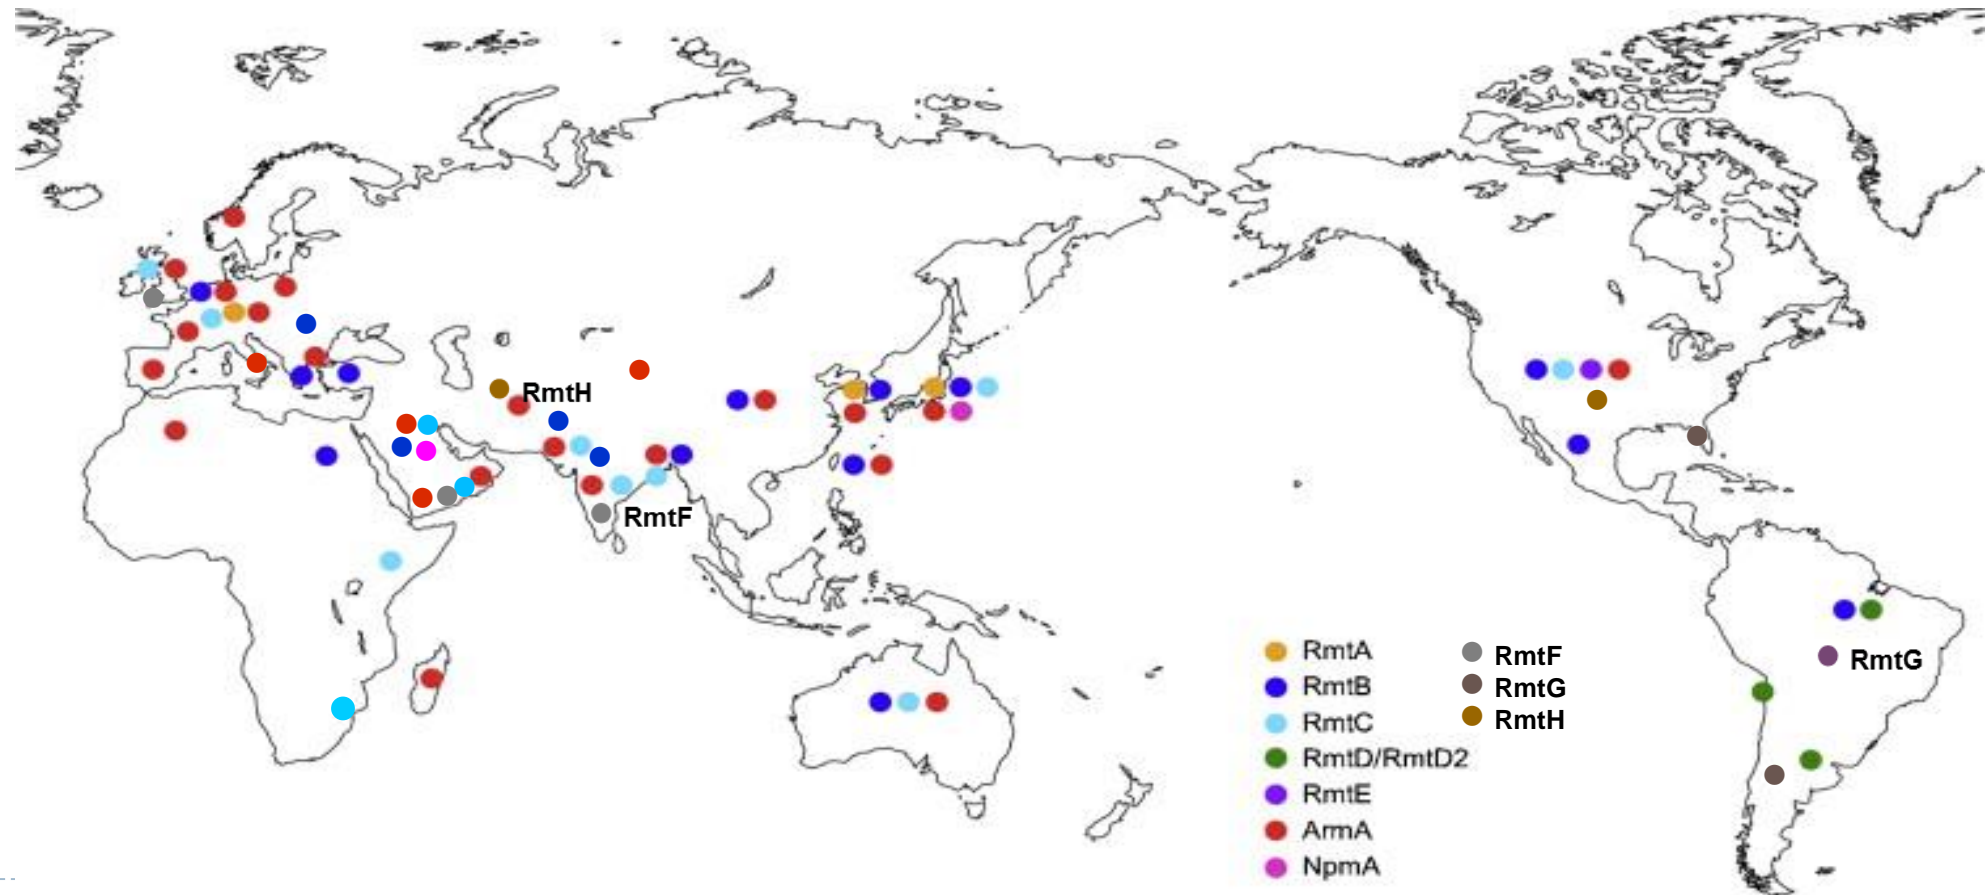 RmtH
RmtF
RmtG
RmtA
RmtB
RmtC
RmtD/RmtD2
RmtE
ArmA
NpmA
RmtF
RmtG
RmtH